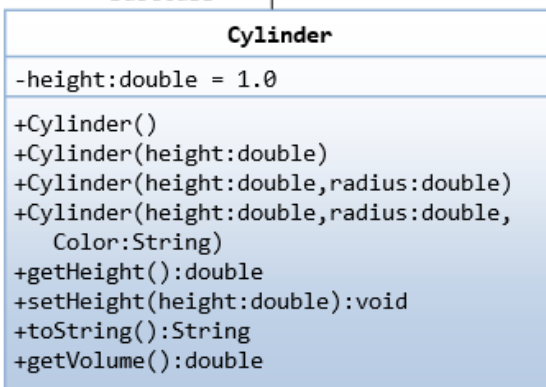 Cylinder
-height:double = 1.0
+Cylinder()
+Cylinder(height:double)
+Cylinder(height:double,radius:double)
+Cylinder(height:double,radius:double,
Color:String)
+getHeight():double
+setHeight(height:double):void
+toString():String
+getVolume():double